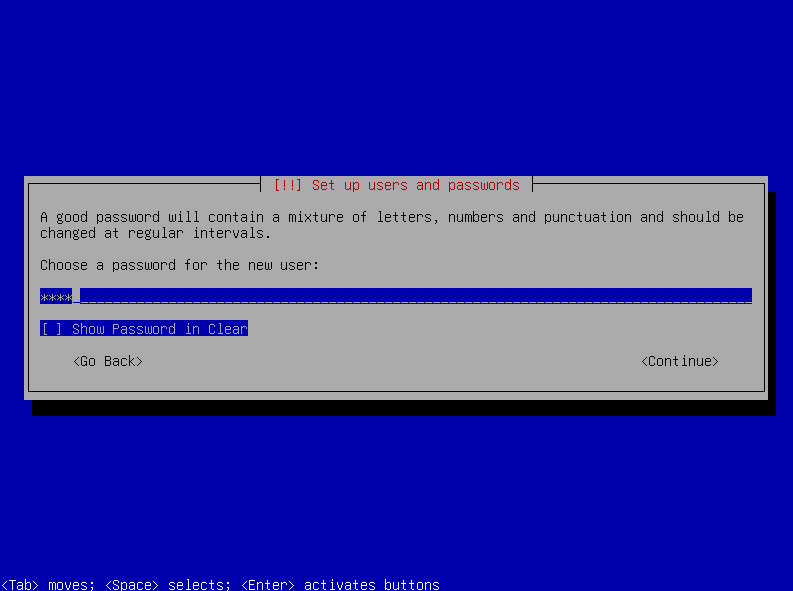 [!!] Set up users and passwords
A good password will contain a mixture of letters, numbers and punctuation and should be
changed at regular intervals.
Choose a password for the new user:
****_______________________________________________________________________________
[ ] Show Password in Clear
<Go Back> <Continue>
<Tab> moves; <Space> selects; <Enter> activates buttons